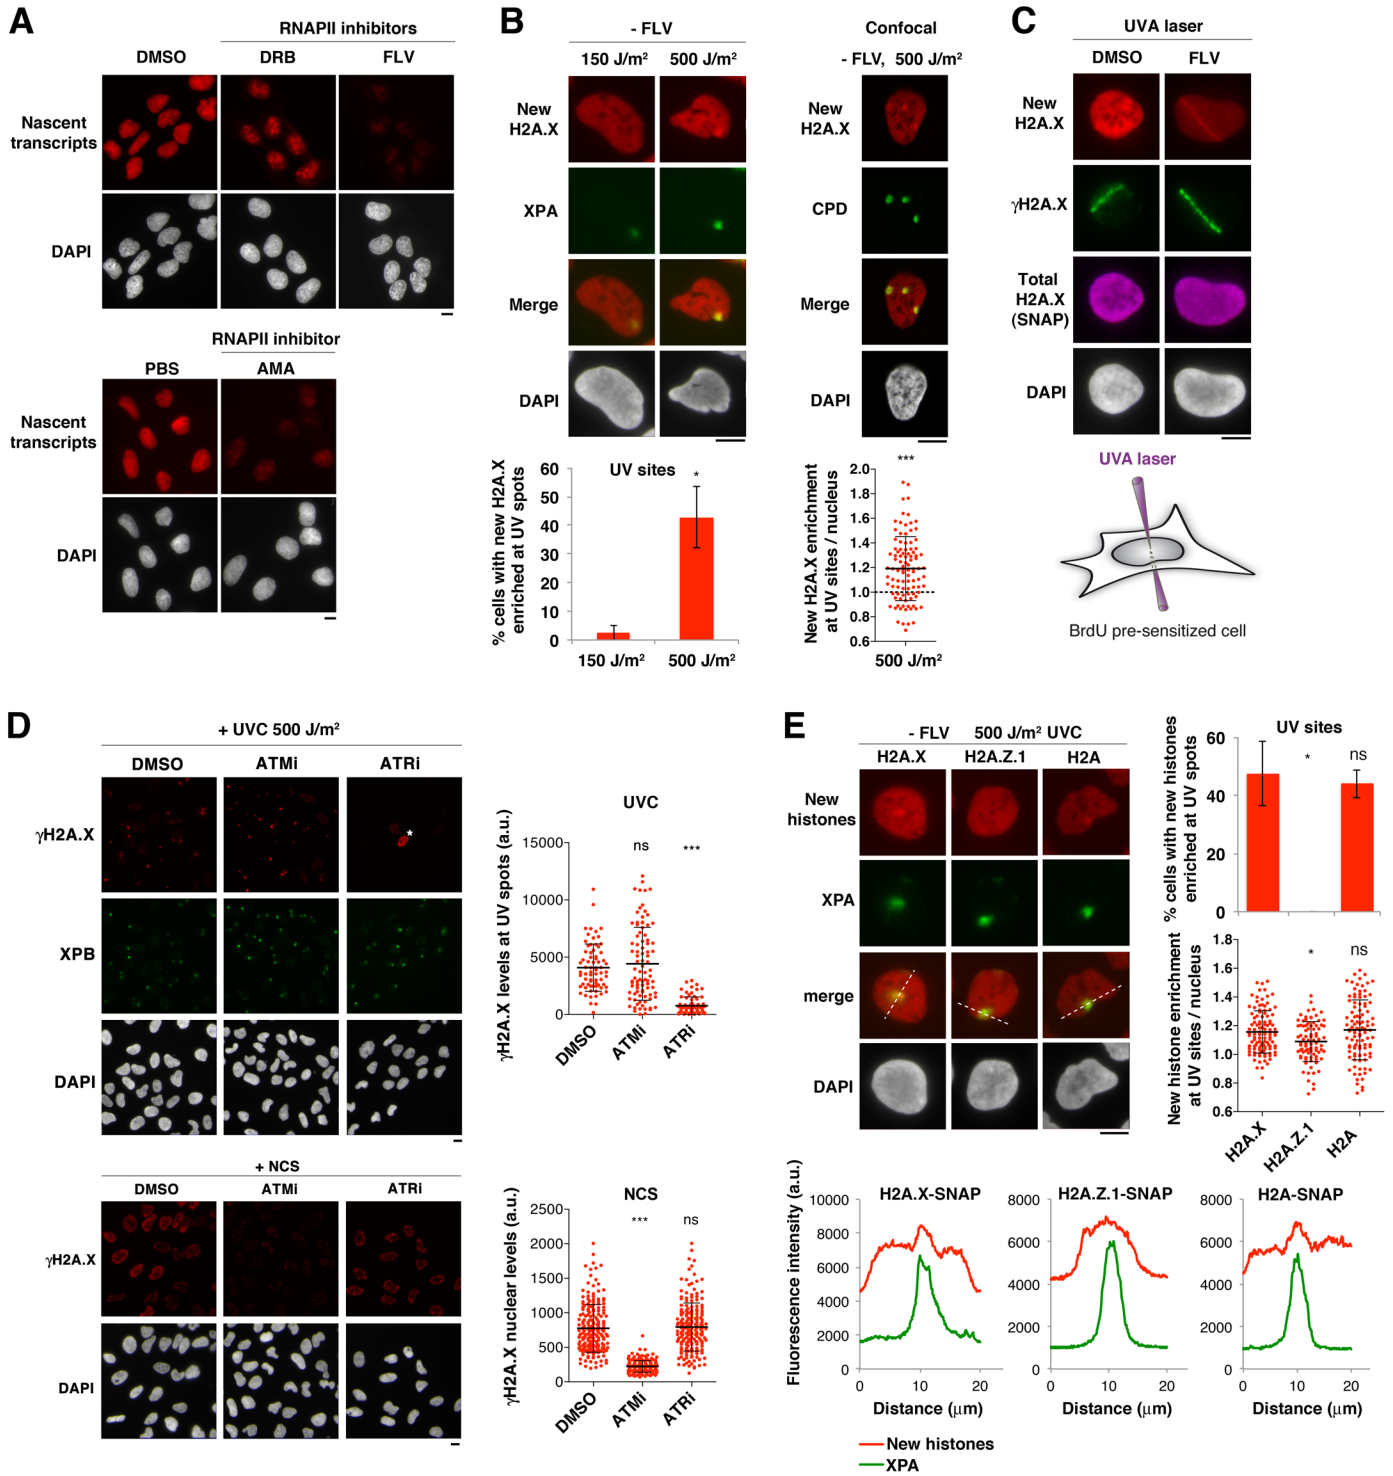 A
RNAPII inhibitors
DMSO
DRB
FLV
Nascent
transcripts
DAPI
RNAPII inhibitor
PBS
AMA
Nascent
transcripts
DAPI
B
- FLV
150 J/m²
500 J/m²
New
H2A.X
XPA
Merge
DAPI
Confocal
- FLV, 500 J/m²
New
H2A.X
CPD
Merge
DAPI
% cells with new H2A.X
enriched at UV spots
UV sites
60
50
40
30
20
10
0
*
150 J/m²
500 J/m²
New H2A.X enrichment
at UV sites / nucleus
***
2.0
1.8
1.6
1.4
1.2
1.0
0.8
0.6
500 J/m²
C
UVA laser
DMSO
FLV
New
H2A.X
γH2A.X
Total
H2A.X
(SNAP)
DAPI
UVA laser
BrdU pre-sensitized cell
D
+ UVC 500 J/m²
DMSO
ATMi
ATRi
γH2A.X
*
XPB
DAPI
γH2A.X levels at UV spots (a.u.)
UVC
15000
10000
5000
0
ns
***
DMSO
ATMi
ATRi
+ NCS
DMSO
ATMi
ATRi
γH2A.X
DAPI
γH2A.X nuclear levels (a.u.)
NCS
2500
2000
1500
1000
500
0
***
ns
DMSO
ATMi
ATRi
E
- FLV 500 J/m² UVC
H2A.X
H2A.Z.1
H2A
New
histones
XPA
merge
DAPI
% cells with new histones
enriched at UV spots
UV sites
60
40
20
0
*
ns
New histone enrichment
at UV sites / nucleus
1.8
1.6
1.4
1.2
1.0
0.8
0.6
*
ns
H2A.X
H2A.Z.1
H2A
Fluorescence intensity (a.u.)
H2A.X-SNAP
10000
8000
6000
4000
2000
0
0
10
20
Distance (μm)
H2A.Z.1-SNAP
8000
6000
4000
2000
0
0
10
20
Distance (μm)
H2A-SNAP
8000
6000
4000
2000
0
0
10
20
Distance (μm)
New histones
XPA